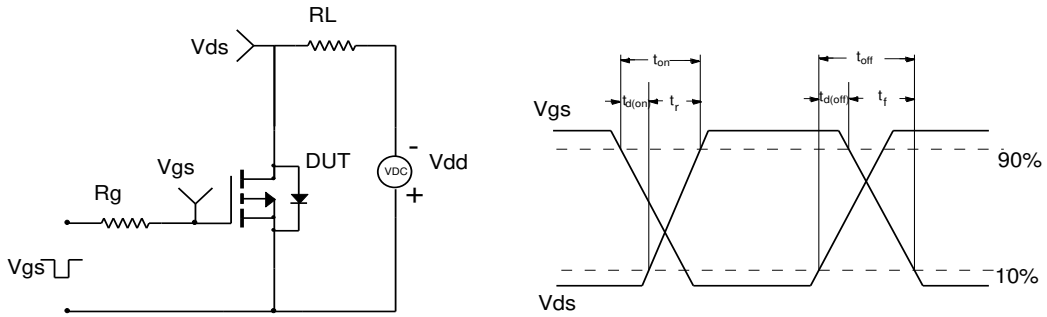 RL
Vds
DUT
-
VDC
Vdd
+
Vgs
Rg
Vgs
ton
toff
td(on)
tr
td(off)
tf
Vgs
90%
10%
Vds